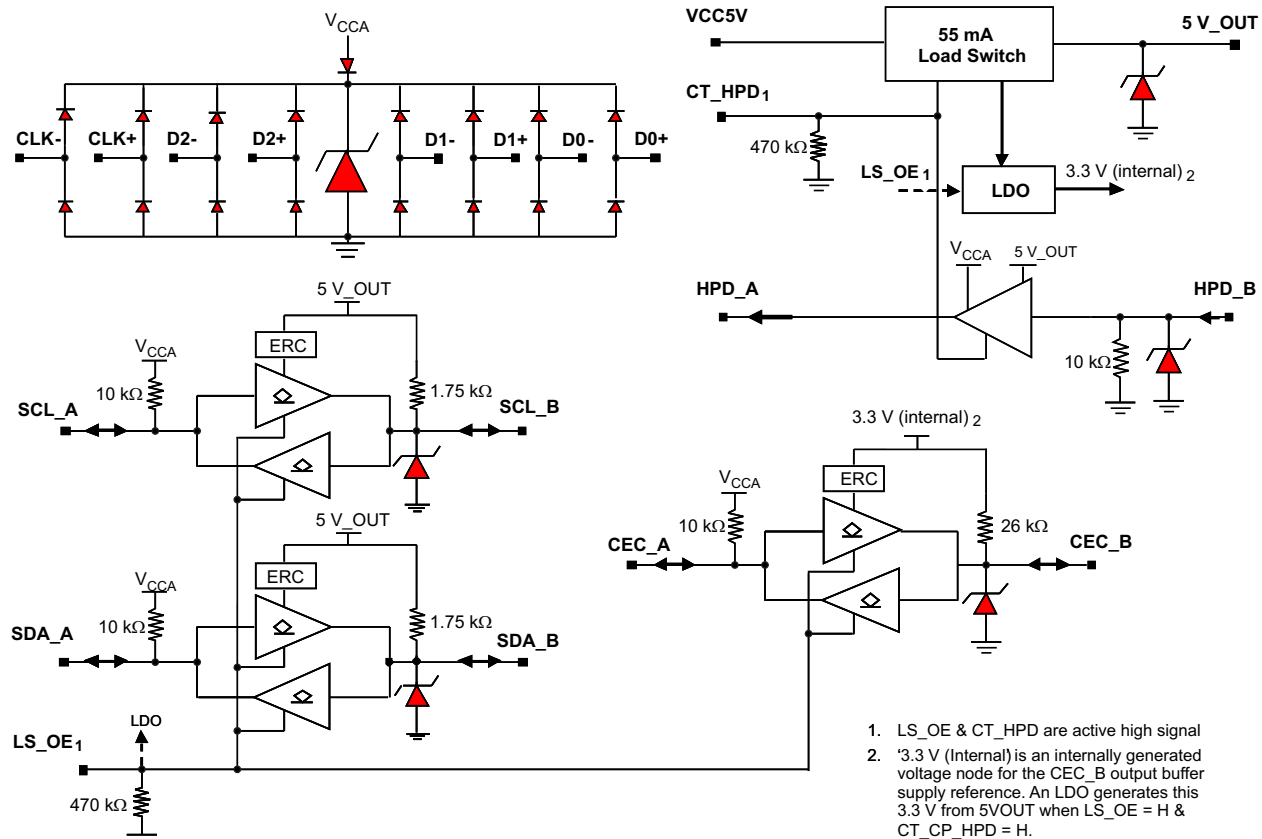 VCCA
CLK-
CLK+
D2-
D2+
D1-
D1+
D0-
D0+
VCC5V
55 mA
Load Switch
5 V_OUT
CT_HPD1
470 kΩ
LS_OE1
LDO
3.3 V (internal) 2
VCCA
5 V_OUT
HPD_A
HPD_B
10 kΩ
5 V_OUT
ERC
VCCA
10 kΩ
1.75 kΩ
SCL_A
SCL_B
5 V_OUT
ERC
VCCA
10 kΩ
1.75 kΩ
SDA_A
SDA_B
3.3 V (internal) 2
ERC
VCCA
10 kΩ
26 kΩ
CEC_A
CEC_B
LDO
LS_OE1
470 kΩ
1. LS_OE & CT_HPD are active high signal
2. '3.3 V (Internal) is an internally generated
voltage node for the CEC_B output buffer
supply reference. An LDO generates this
3.3 V from 5VOUT when LS_OE = H &
CT_CP_HPD = H.